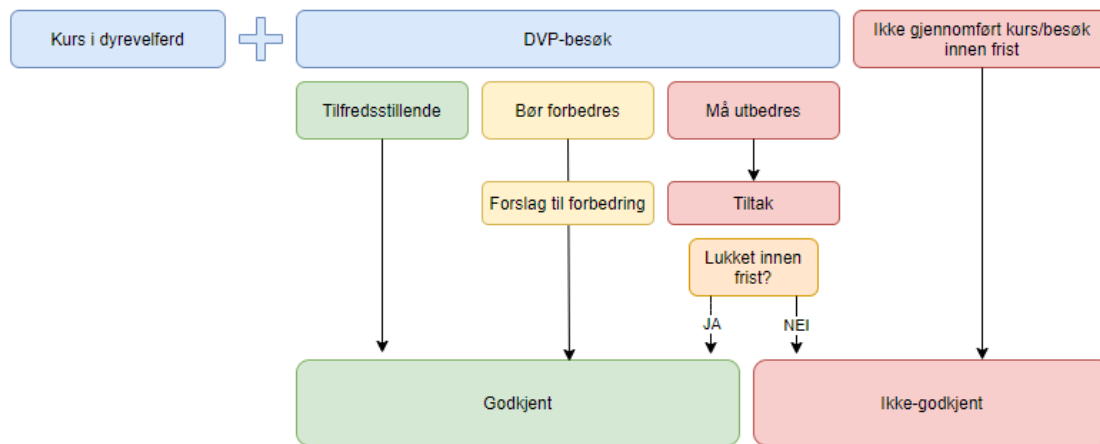 Kurs i dyrevelferd
DVP-besøk
Ikke gjennomført kurs/besøk
innen frist
Tilfredsstillende
Bør forbedres
Må utbedres
Forslag til forbedring
Tiltak
Lukket innen
frist?
JA
NEI
Godkjent
Ikke-godkjent